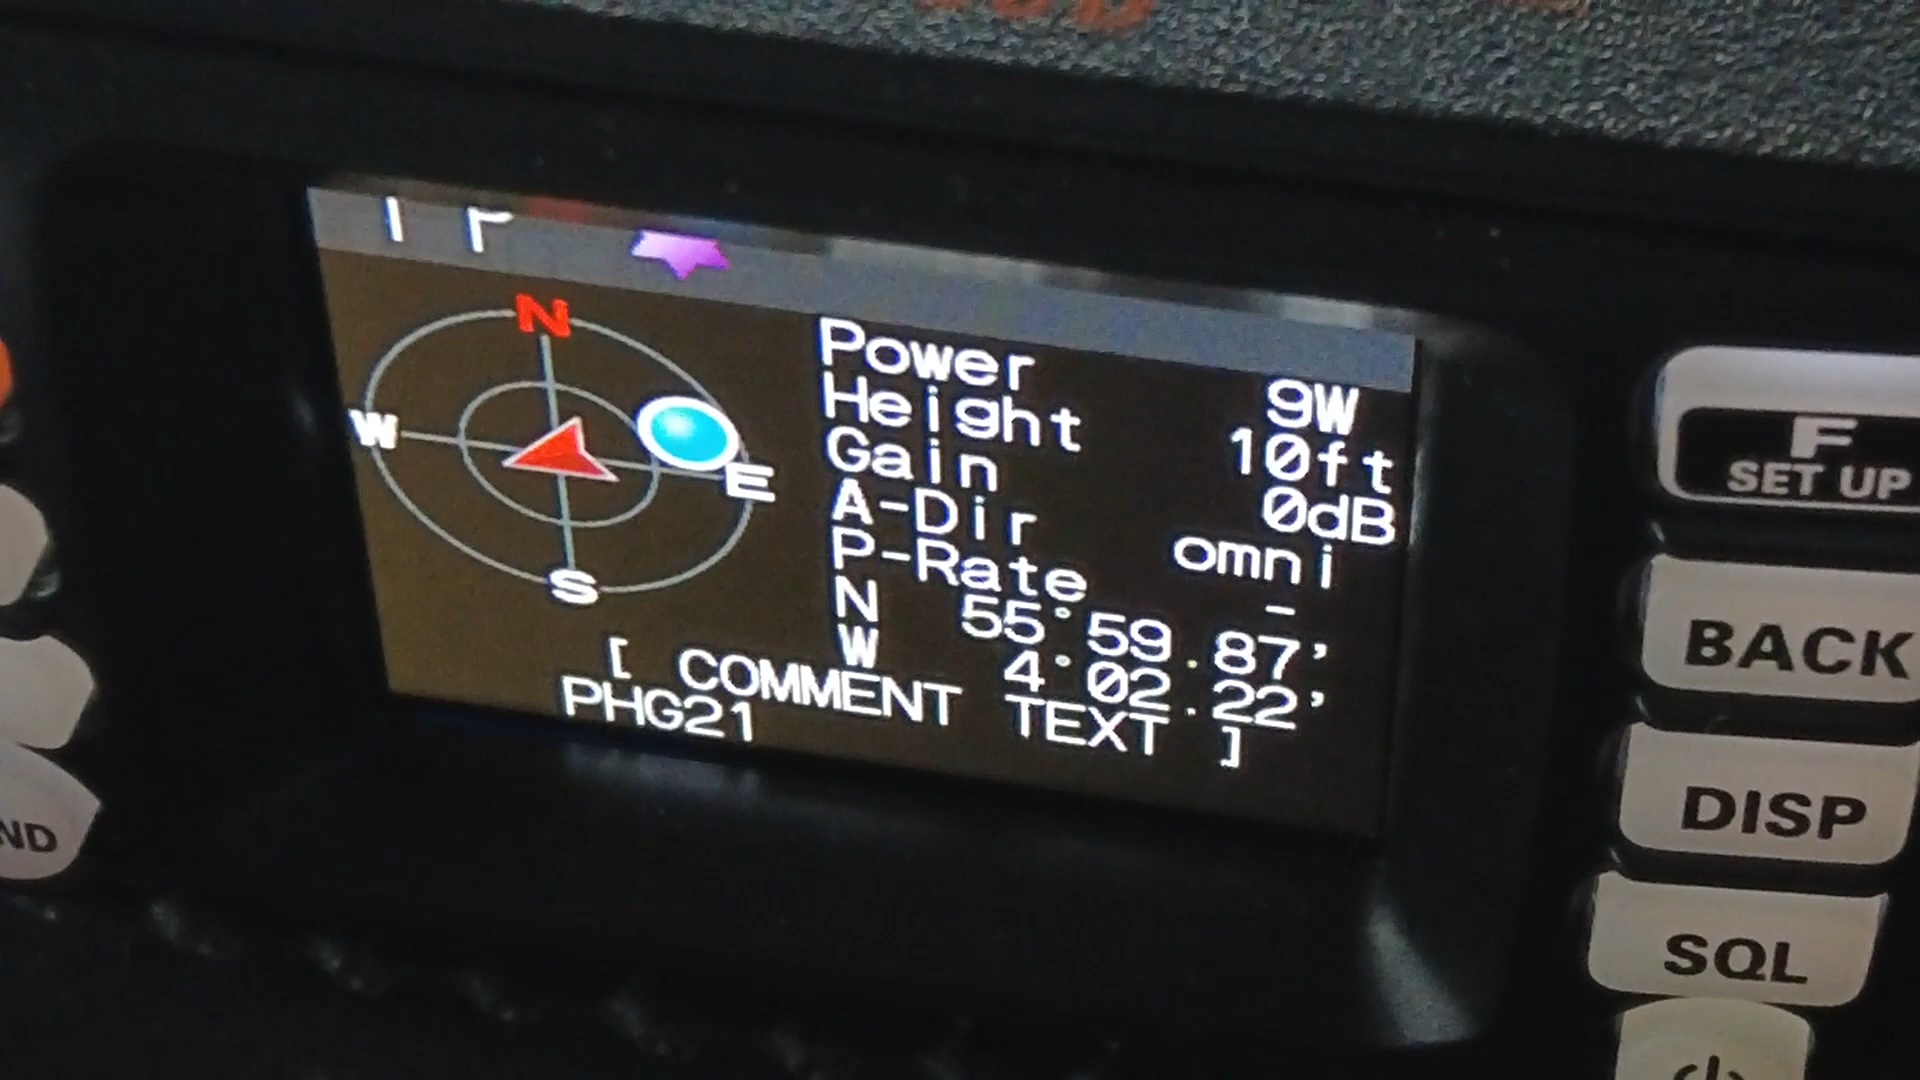 N
W
E
S
Power 9W
Height 10ft
Gain 0dB
A-Dir omni
P-Rate -
N 55°59.87'
W 4°02.22'
[ COMMENT TEXT ]
PHG21
F
SET UP
BACK
DISP
SQL
ND